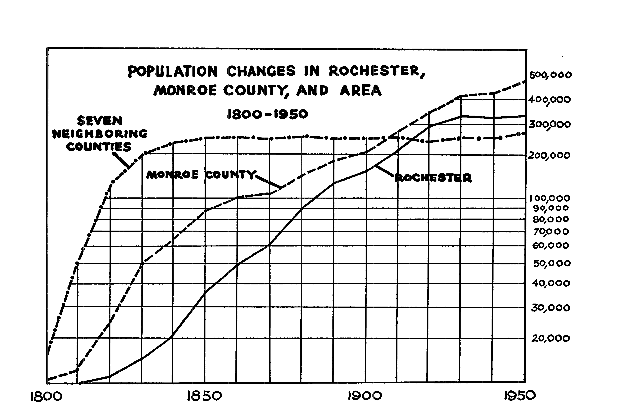 POPULATION CHANGES IN ROCHESTER,
MONROE COUNTY, AND AREA
1800-1950
SEVEN
NEIGHBORING
COUNTIES
MONROE COUNTY
ROCHESTER
500,000
400,000
300,000
200,000
100,000
90,000
80,000
70,000
60,000
50,000
40,000
30,000
20,000
1800
1850
1900
1950